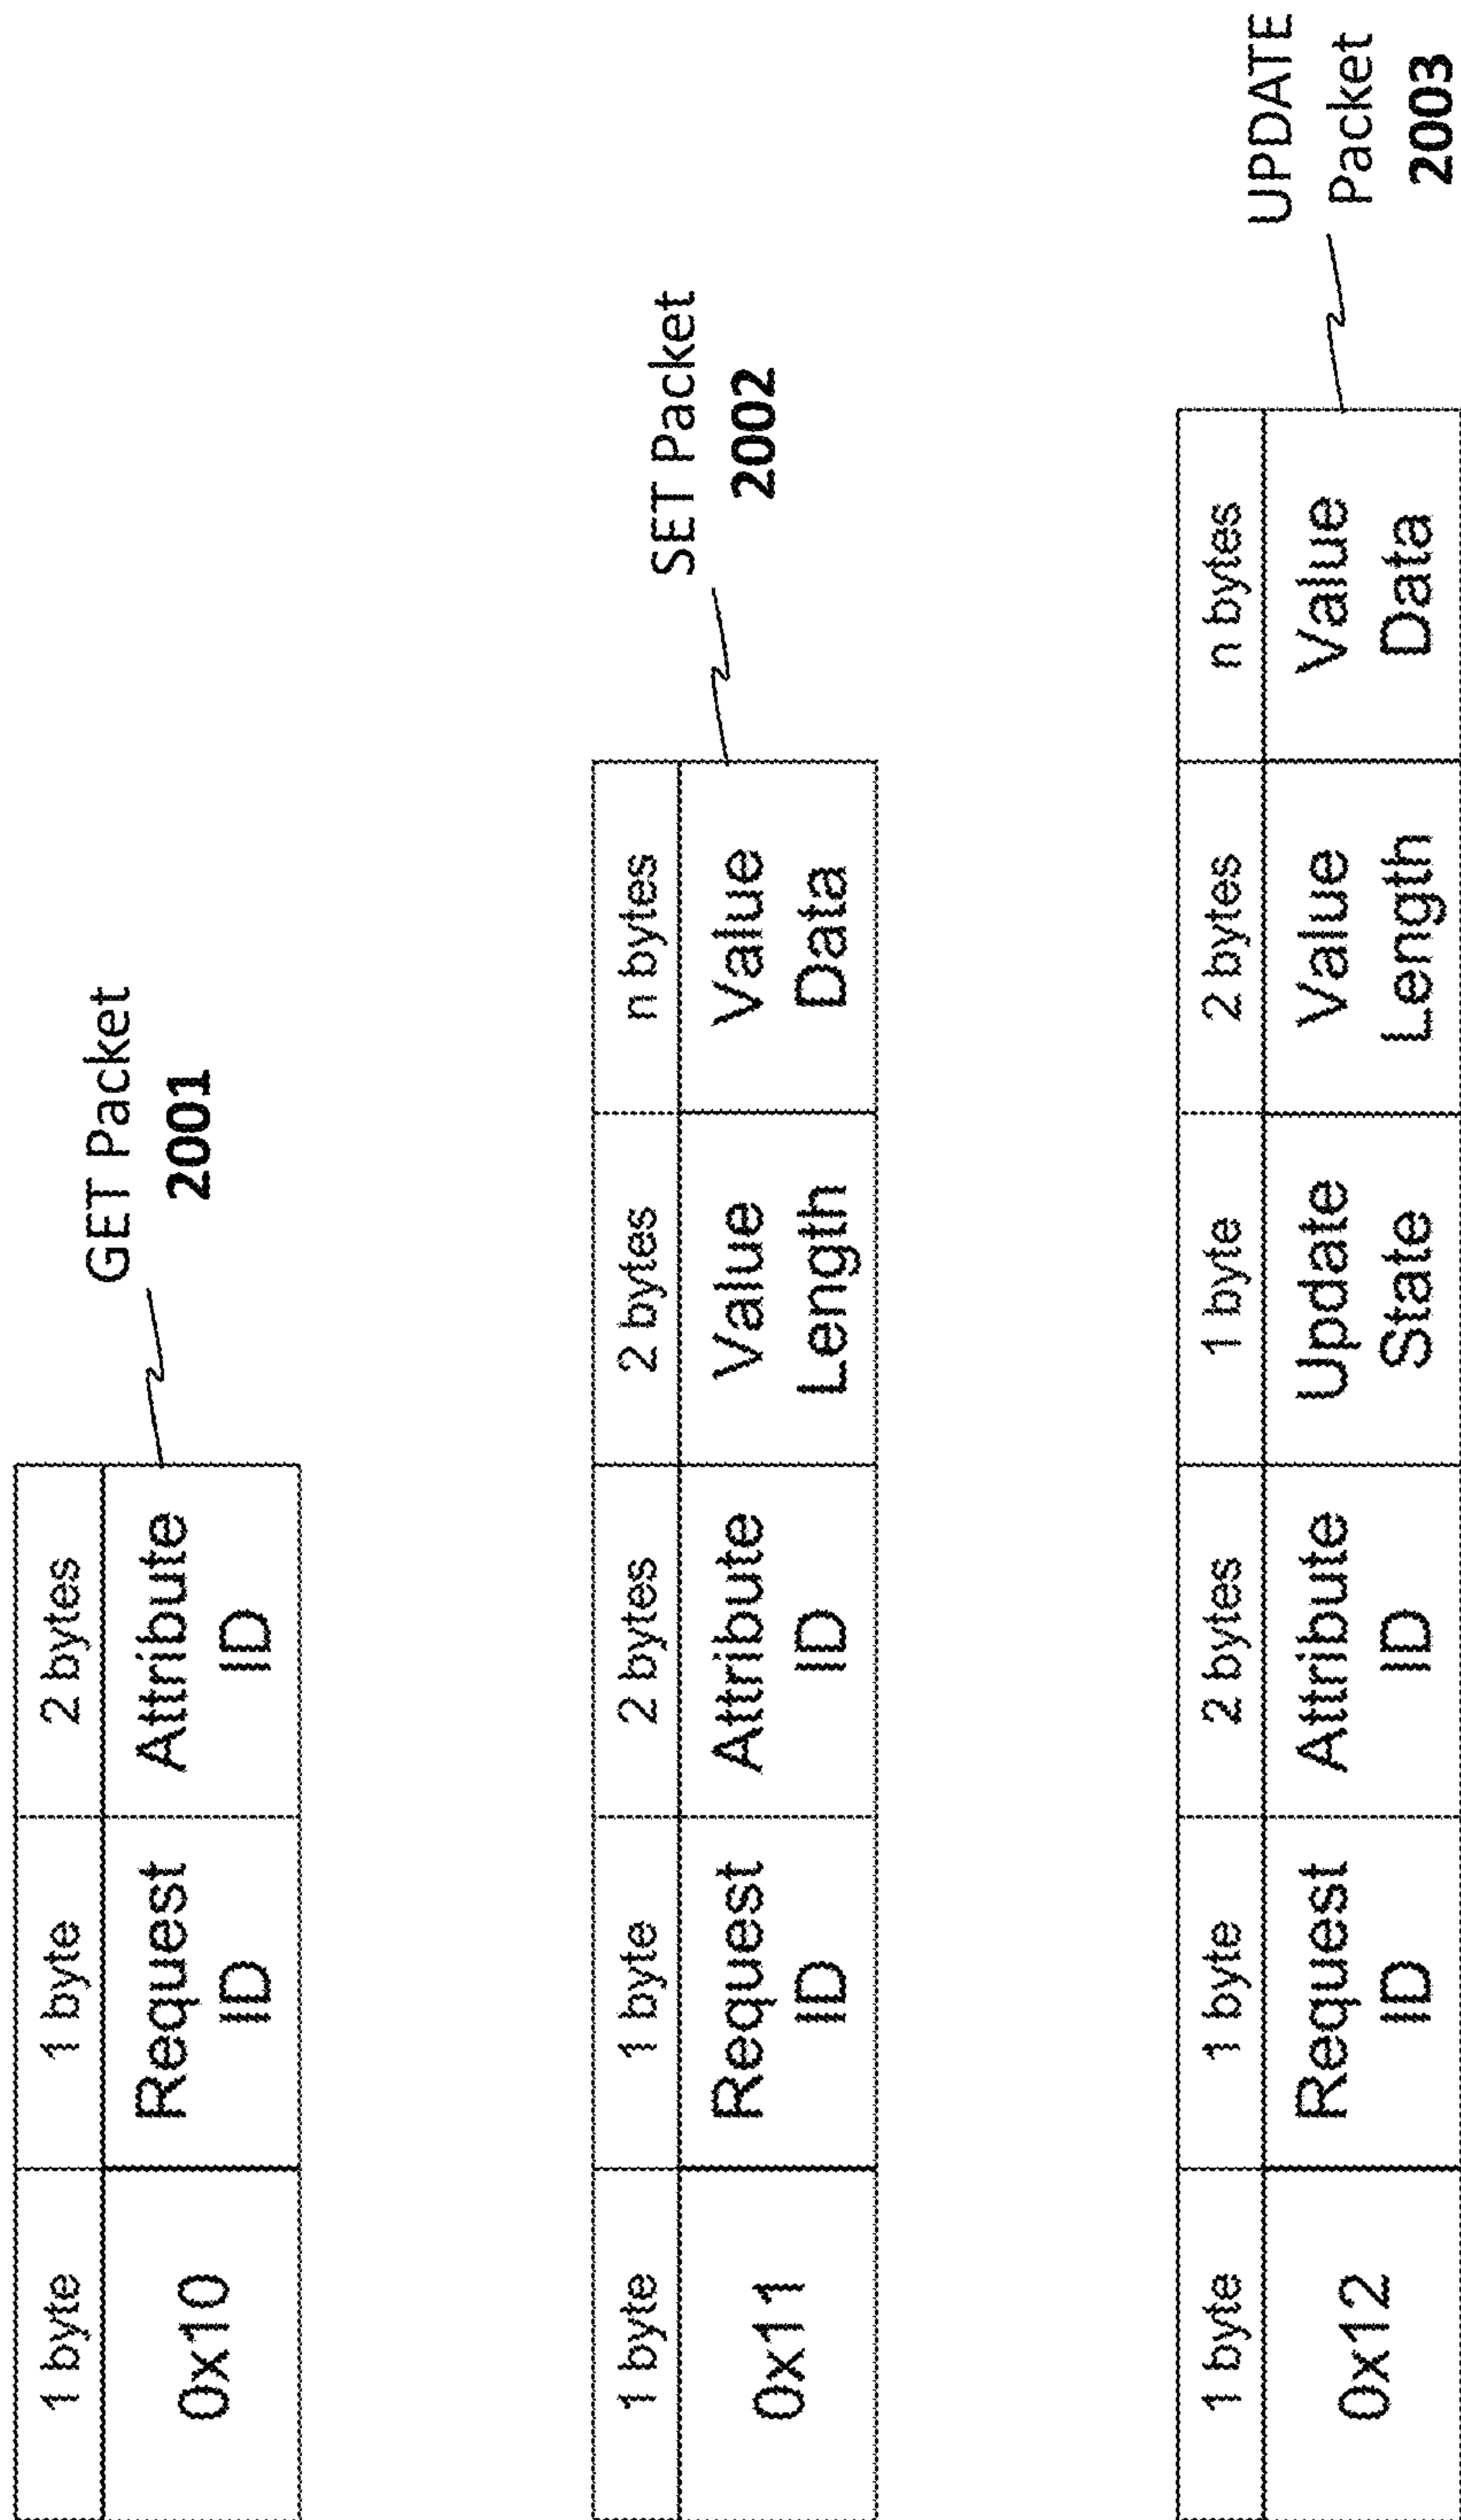 1 byte
1 byte
2 bytes
0x10
Request
ID
Attribute
ID
GET Packet
2001
1 byte
1 byte
2 bytes
2 bytes
n bytes
0x11
Request
ID
Attribute
ID
Value
Length
Value
Data
SET Packet
2002
1 byte
1 byte
2 bytes
1 byte
2 bytes
n bytes
0x12
Request
ID
Attribute
ID
Update
State
Value
Length
Value
Data
UPDATE
Packet
2003